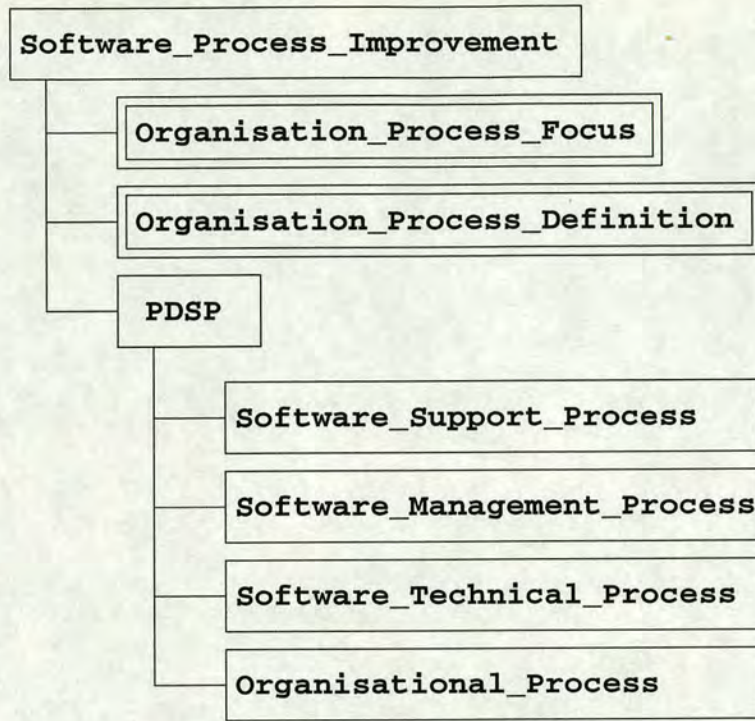 Software_Process_Improvement
Organisation_Process_Focus
Organisation_Process_Definition
PDSP
Software_Support_Process
Software_Management_Process
Software_Technical_Process
Organisational_Process